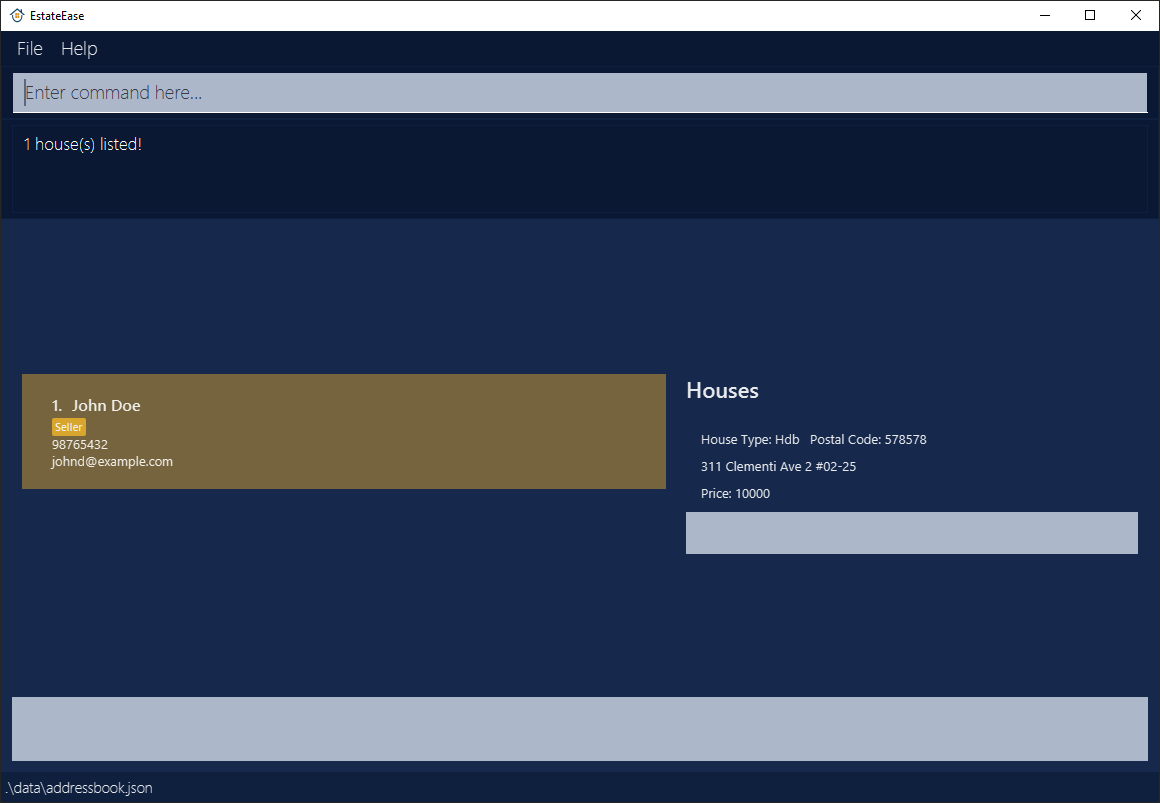 EstateEase
File Help
Enter command here...
1 house(s) listed!
1. John Doe
Seller
98765432
johnd@example.com
Houses
House Type: Hdb Postal Code: 578578
311 Clementi Ave 2 #02-25
Price: 10000
.\data\addressbook.json